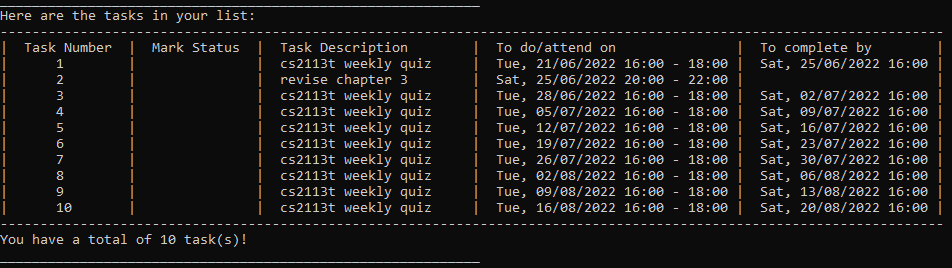 Here are the tasks in your list:
| Task Number | Mark Status | Task Description | To do/attend on | To complete by |
| 1 | | cs2113t weekly quiz | Tue, 21/06/2022 16:00 - 18:00 | Sat, 25/06/2022 16:00 |
| 2 | | revise chapter 3 | Sat, 25/06/2022 20:00 - 22:00 | |
| 3 | | cs2113t weekly quiz | Tue, 28/06/2022 16:00 - 18:00 | Sat, 02/07/2022 16:00 |
| 4 | | cs2113t weekly quiz | Tue, 05/07/2022 16:00 - 18:00 | Sat, 09/07/2022 16:00 |
| 5 | | cs2113t weekly quiz | Tue, 12/07/2022 16:00 - 18:00 | Sat, 16/07/2022 16:00 |
| 6 | | cs2113t weekly quiz | Tue, 19/07/2022 16:00 - 18:00 | Sat, 23/07/2022 16:00 |
| 7 | | cs2113t weekly quiz | Tue, 26/07/2022 16:00 - 18:00 | Sat, 30/07/2022 16:00 |
| 8 | | cs2113t weekly quiz | Tue, 02/08/2022 16:00 - 18:00 | Sat, 06/08/2022 16:00 |
| 9 | | cs2113t weekly quiz | Tue, 09/08/2022 16:00 - 18:00 | Sat, 13/08/2022 16:00 |
| 10 | | cs2113t weekly quiz | Tue, 16/08/2022 16:00 - 18:00 | Sat, 20/08/2022 16:00 |
You have a total of 10 task(s)!